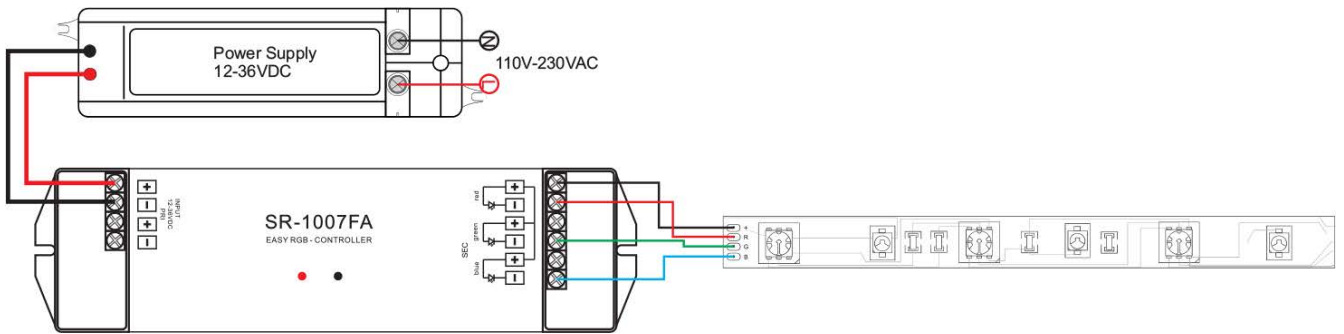 Power Supply
12-36VDC
N
L
110V-230VAC
+
-
+
-
INPUT
12-36VDC
PRI
SR-1007FA
EASY RGB - CONTROLLER
red
green
blue
SEC
+
-
+
-
+
-
+
R
G
B